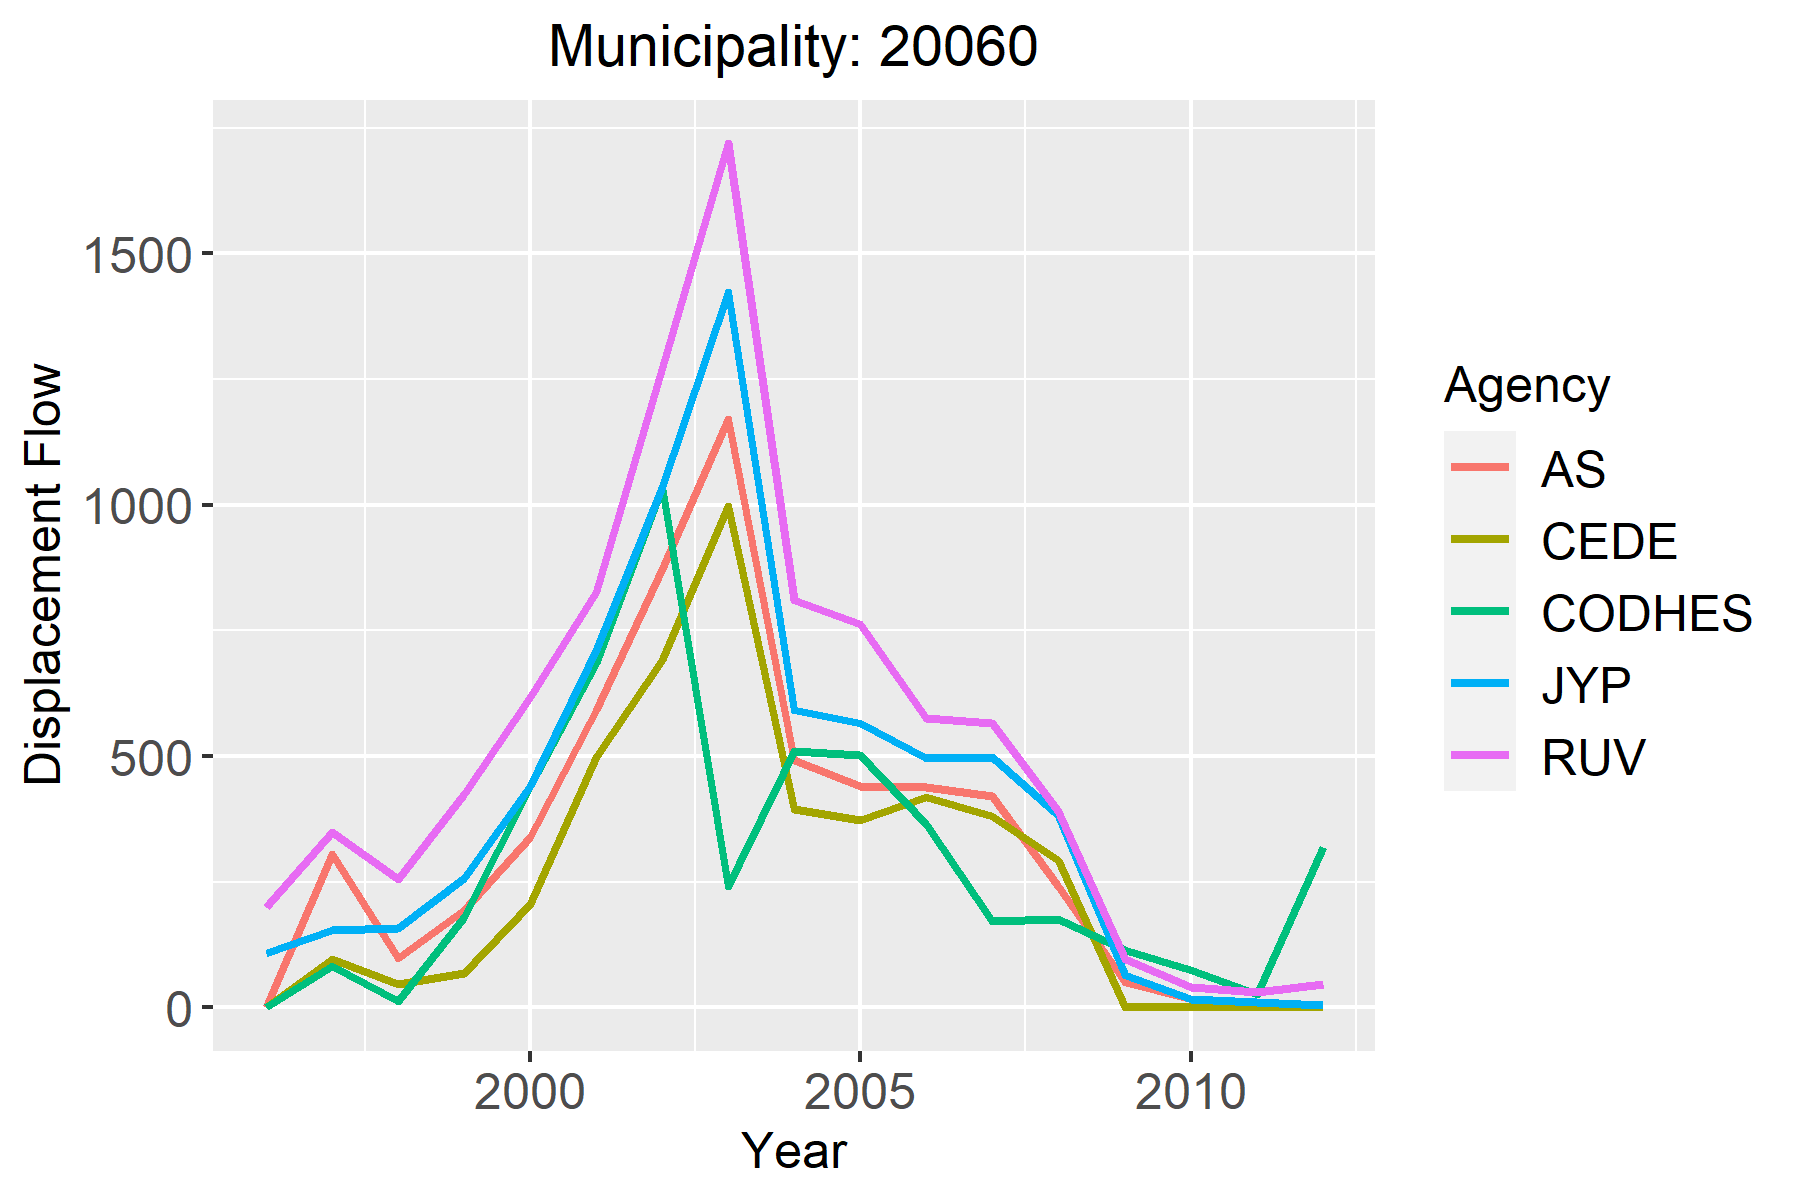 Municipality: 20060
Displacement Flow
1500
1000
500
0
2000 2005 2010
Year
Agency
AS
CEDE
CODHES
JYP
RUV